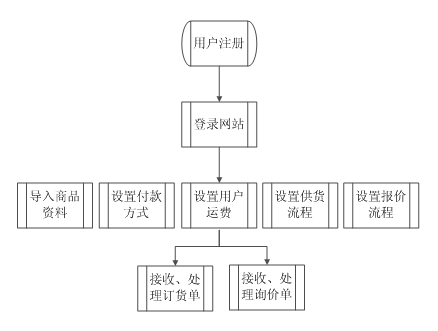 用户注册
登录网站
导入商品
资料
设置付款
方式
设置用户
运费
设置供货
流程
设置报价
流程
接收、处
理订货单
接收、处
理询价单